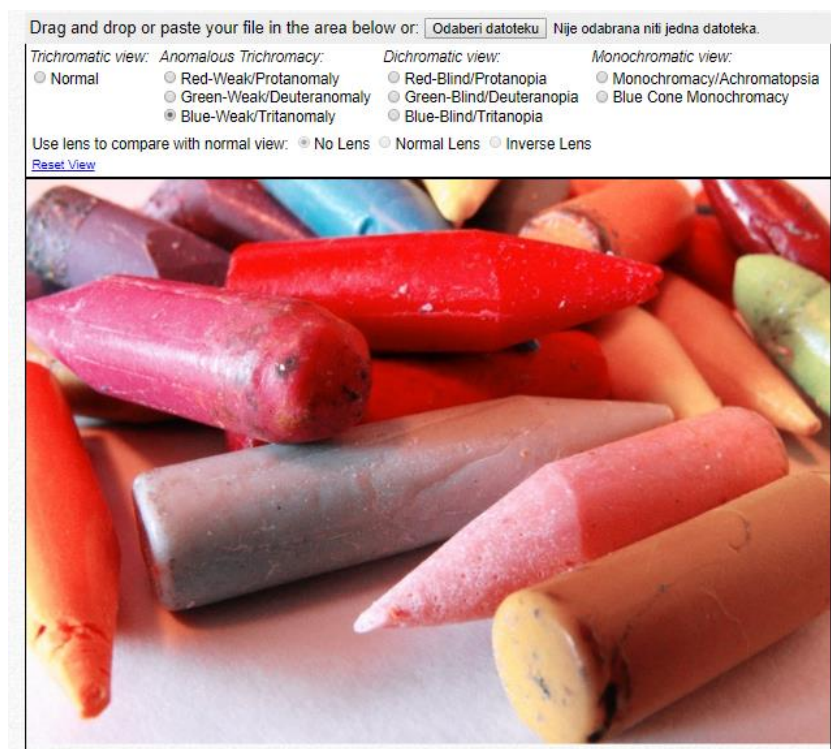 Drag and drop or paste your file in the area below or: Odaberi datoteku Nije odabrana niti jedna datoteka.
Trichromatic view: Anomalous Trichromacy: Dichromatic view: Monochromatic view:
Normal Red-Weak/Protanomaly Red-Blind/Protanopia Monochromacy/Achromatopsia
Green-Weak/Deuteranomaly Green-Blind/Deuteranopia Blue Cone Monochromacy
Blue-Weak/Tritanomaly Blue-Blind/Tritanopia
Use lens to compare with normal view: No Lens Normal Lens Inverse Lens
Reset View